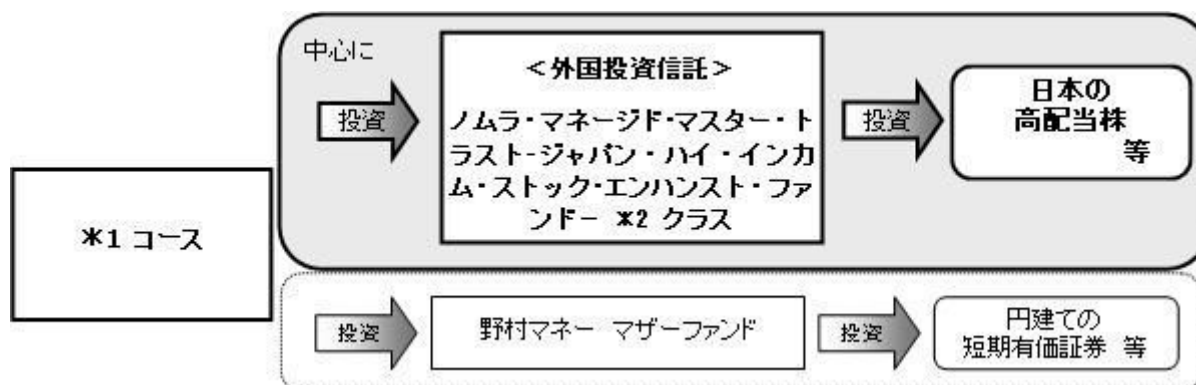 中心に
投資
<外国投資信託>
ノムラ・マネージド・マスター・ト
ラスト-ジャパン・ハイ・インカ
ム・ストック・エンハンスト・ファ
ンドー *2 クラス
投資
日本の
高配当株
等
*1 コース
投資
野村マネー マザーファンド
投資
円建ての
短期有価証券 等